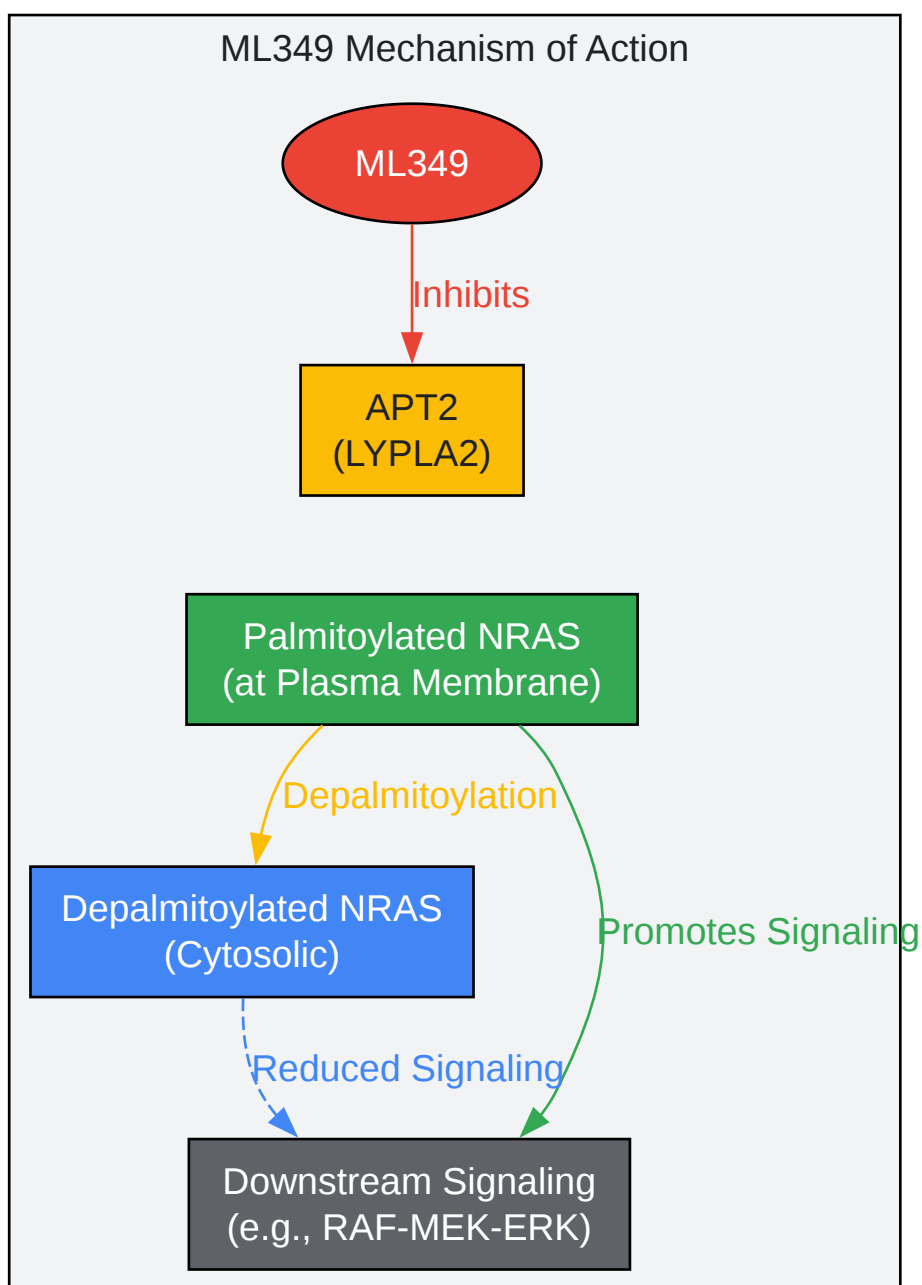 ML349 Mechanism of Action
ML349
Inhibits
APT2
(LYPLA2)
Palmitoylated NRAS
(at Plasma Membrane)
Depalmitoylation
Depalmitoylated NRAS
(Cytosolic)
Promotes Signaling
Reduced Signaling
Downstream Signaling
(e.g., RAF-MEK-ERK)